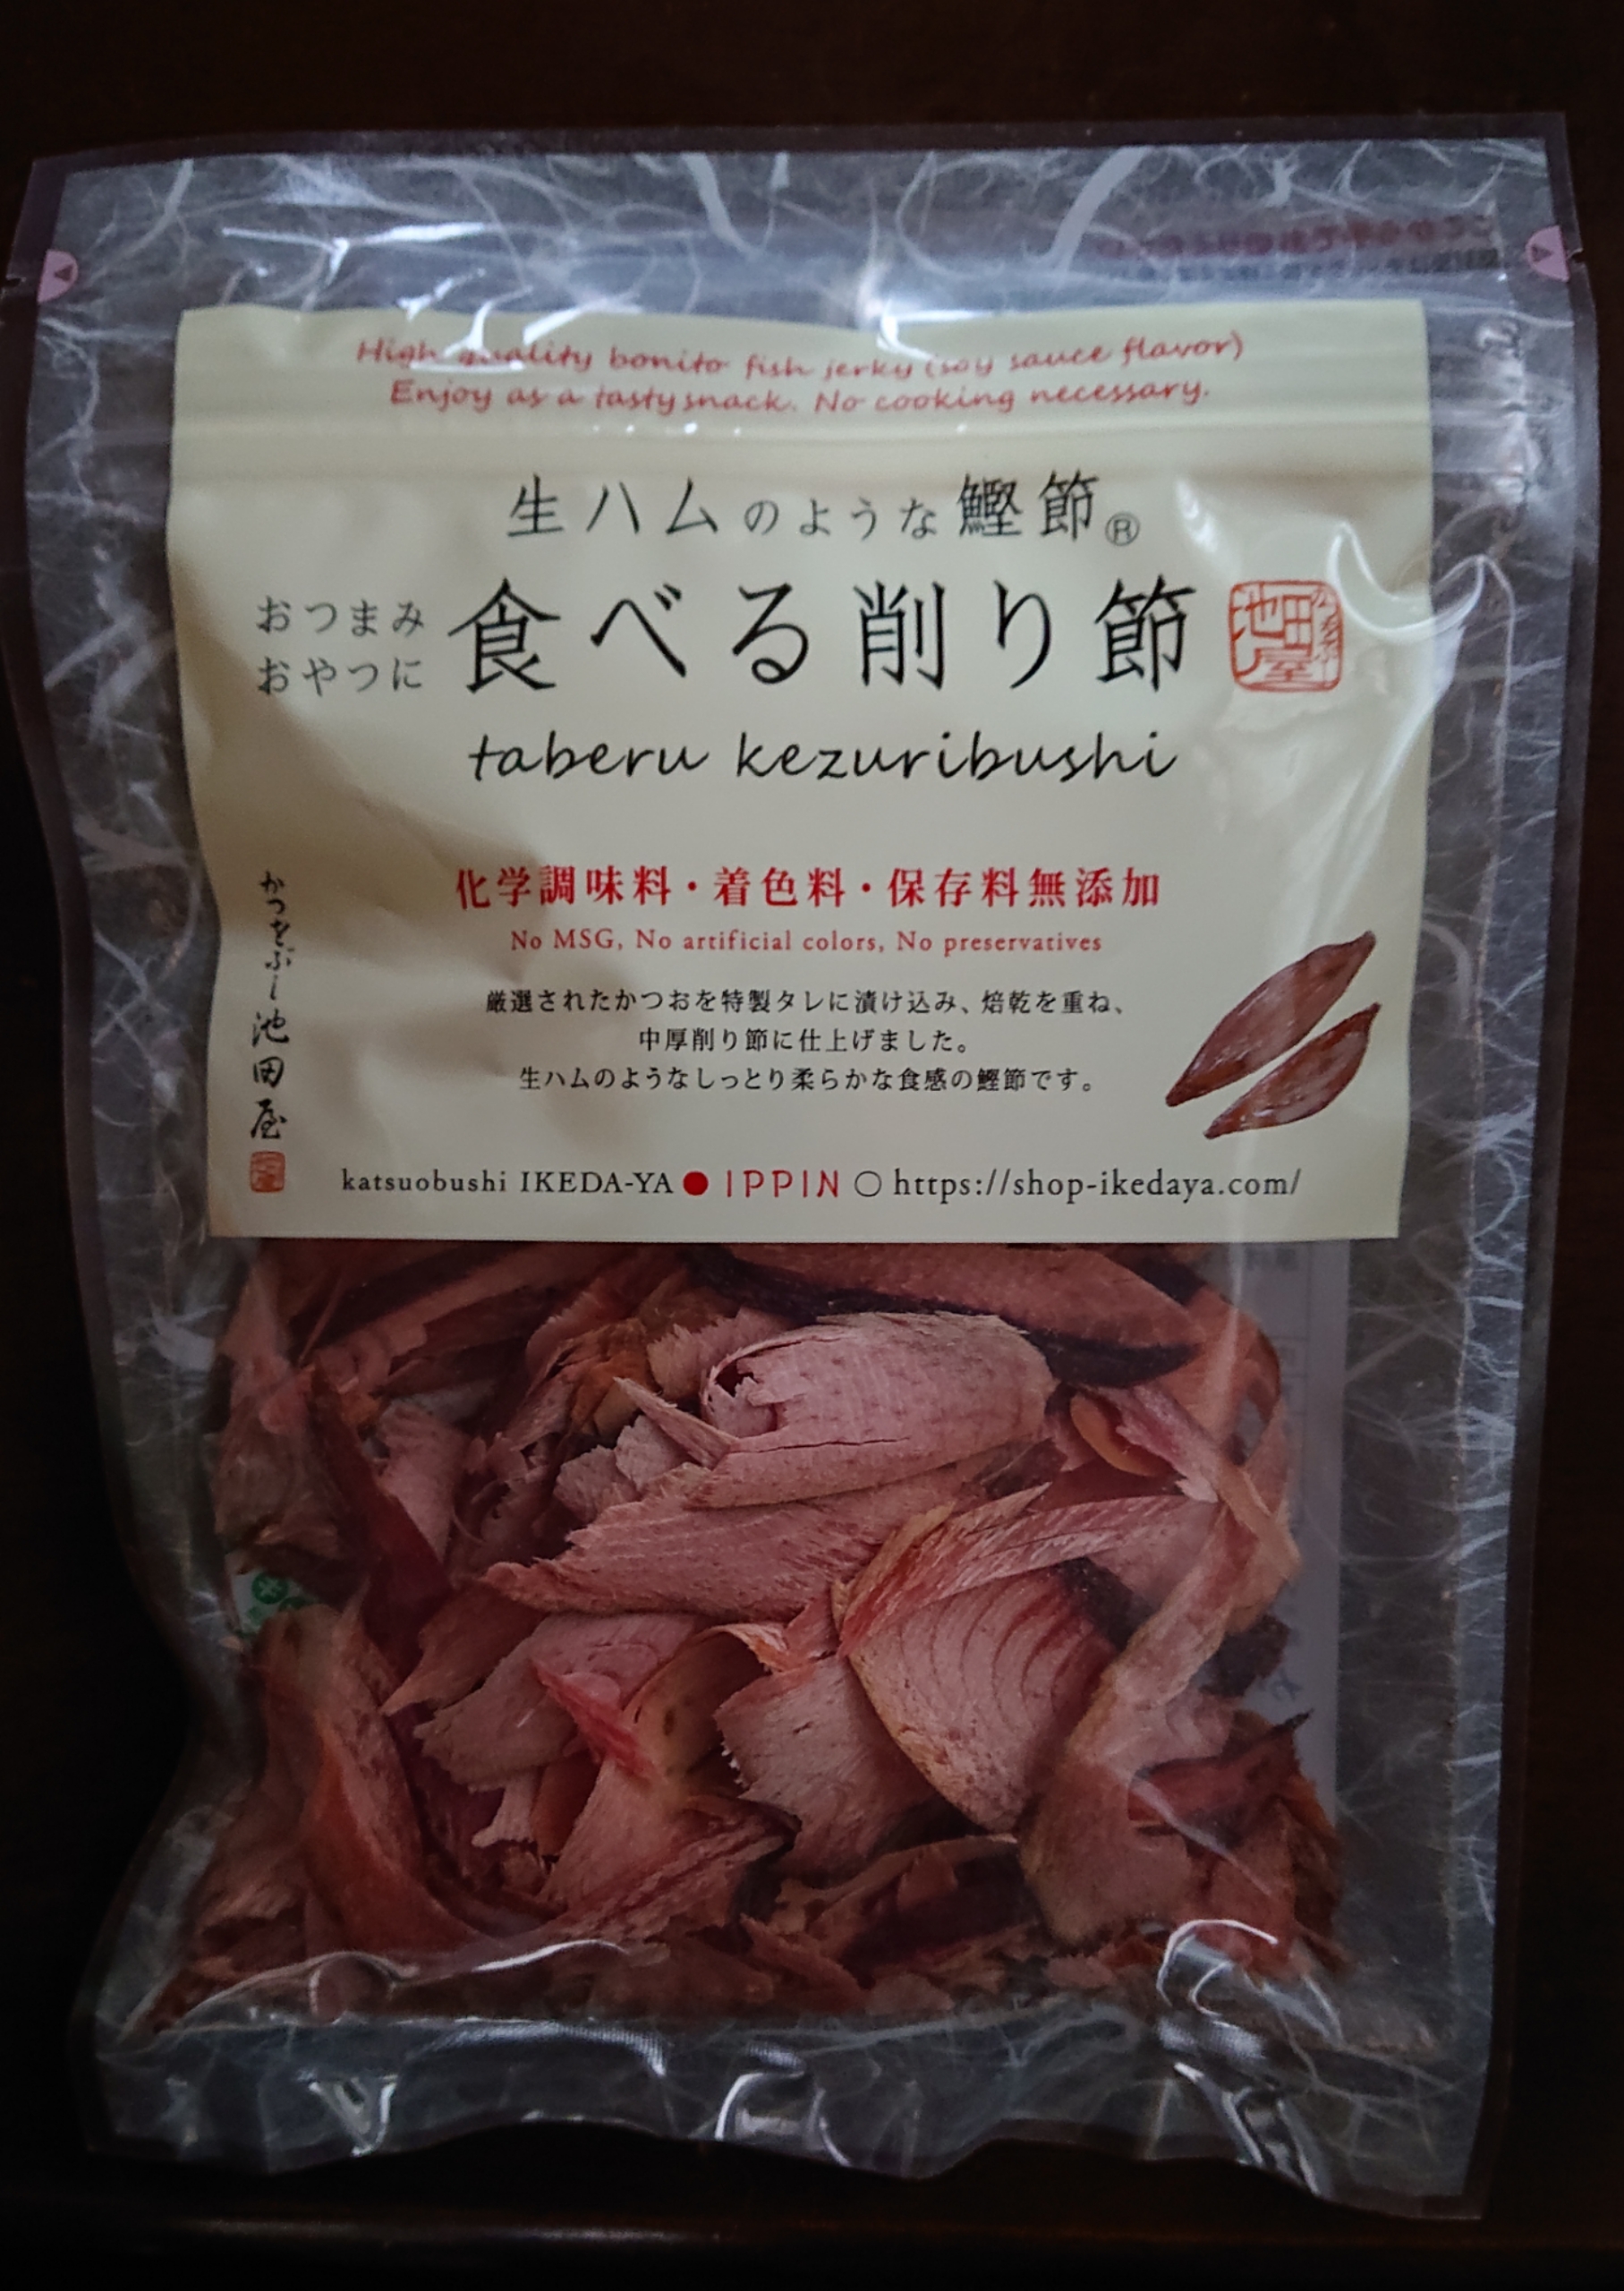 High quality bonito fish jerky (soy sauce flavor)
Enjoy as a tasty snack. No cooking necessary.
生ハムのような鰹節®
おつまみ
おやつに
食べる削り節
池田屋
taberu kezuribushi
化学調味料・着色料・保存料無添加
No MSG, No artificial colors, No preservatives
厳選されたかつおを特製タレに漬け込み、焙乾を重ね、
中厚削り節に仕上げました。
生ハムのようなしっとり柔らかな食感の鰹節です。
かつをぶし池田屋
katsuobushi IKEDA-YA ● IPPIN ○ https://shop-ikedaya.com/